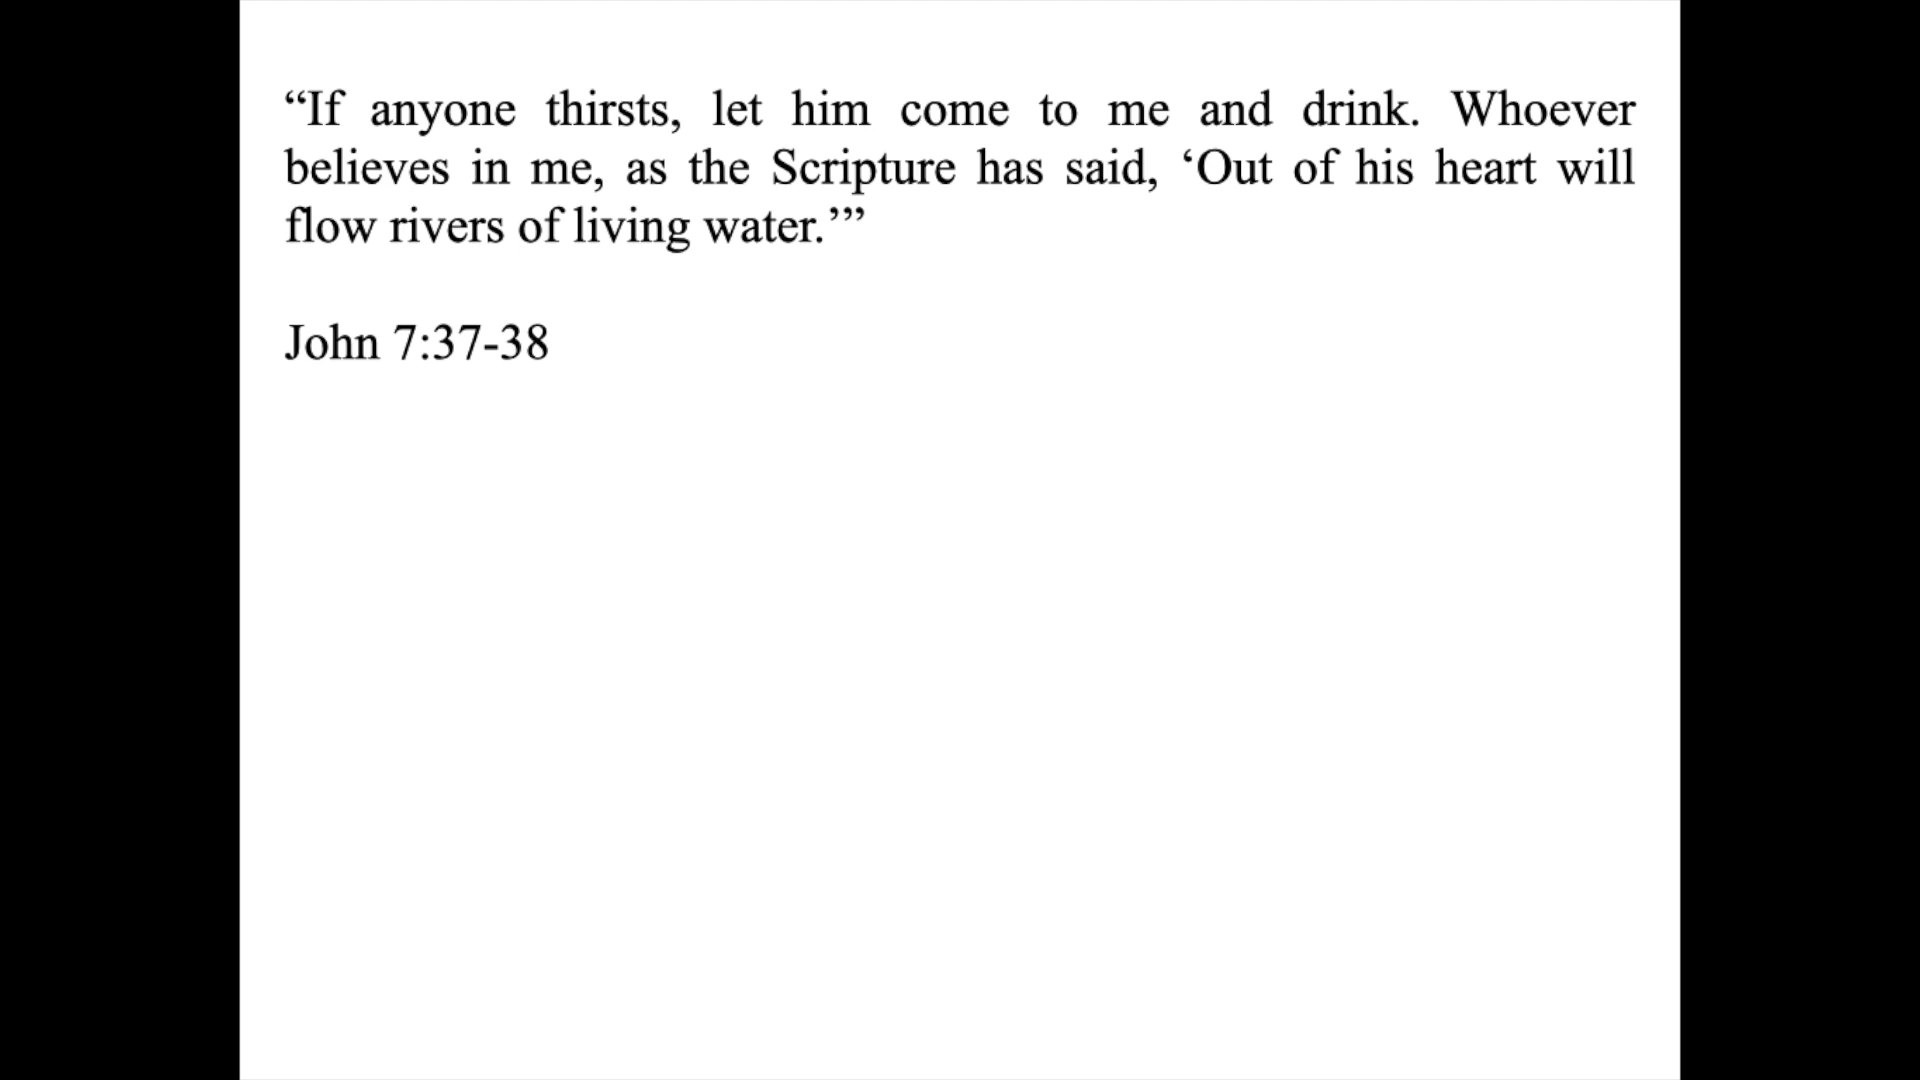 “If anyone thirsts, let him come to me and drink. Whoever
believes in me, as the Scripture has said, ‘Out of his heart will
flow rivers of living water.’”
John 7:37-38